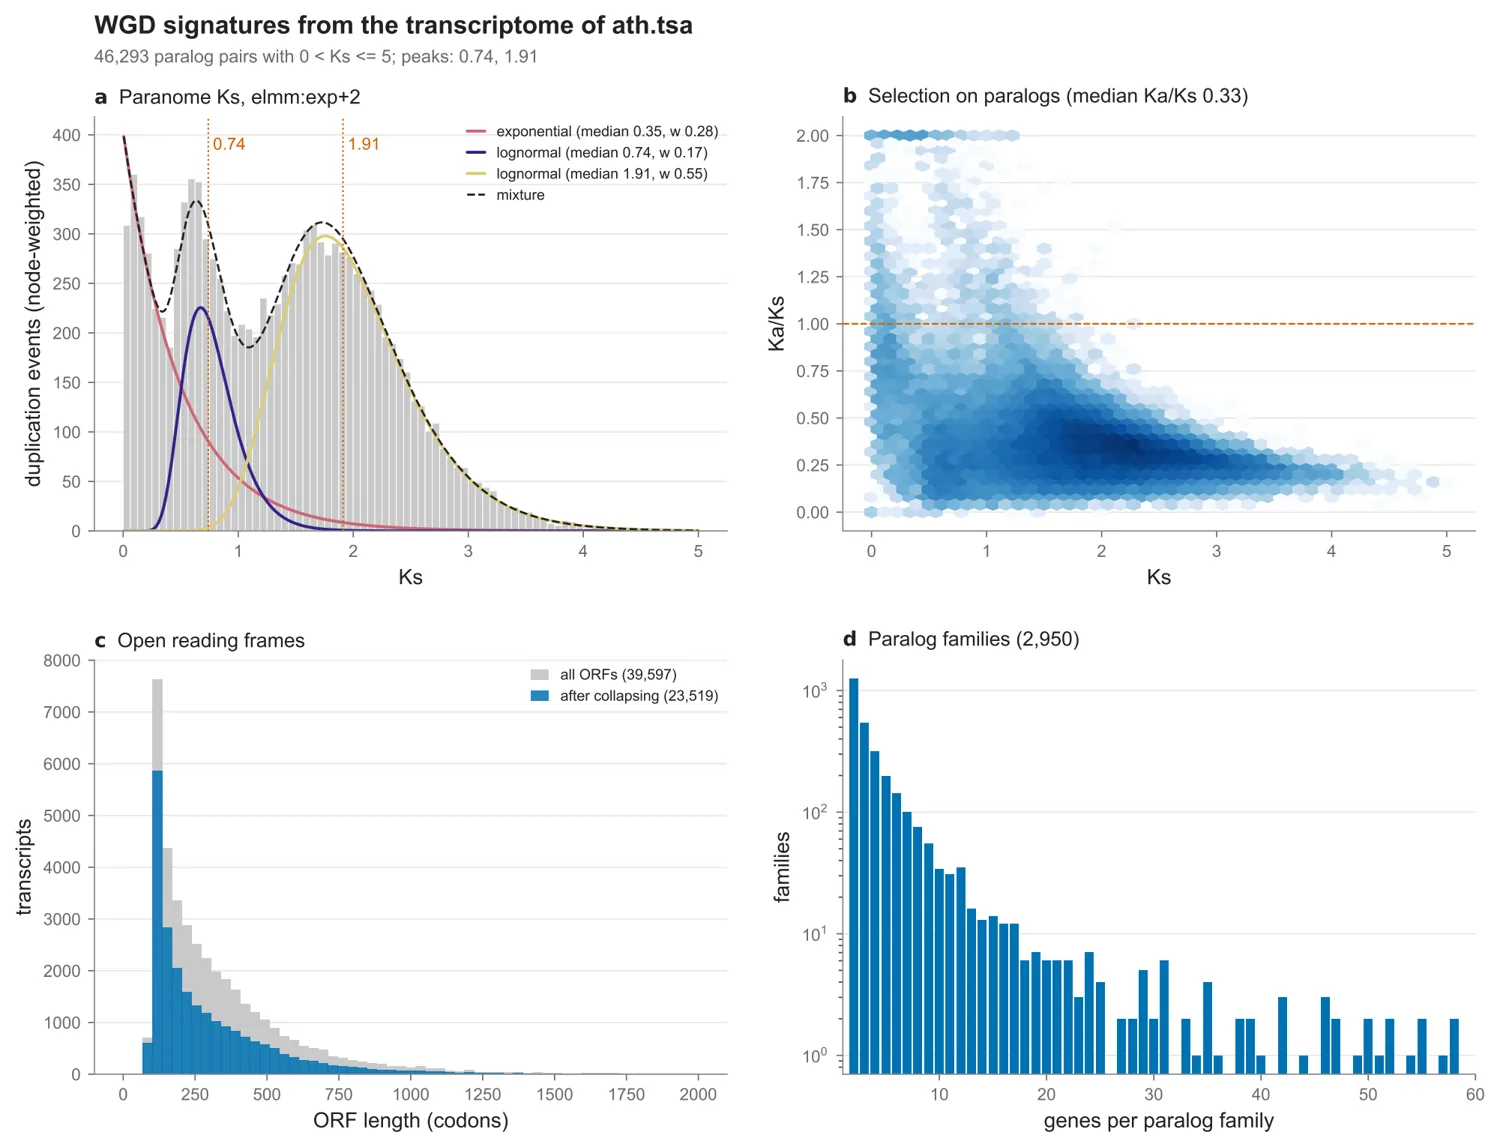 WGD signatures from the transcriptome of ath.tsa
46,293 paralog pairs with 0 < Ks <= 5; peaks: 0.74, 1.91
a Paranome Ks, elmm:exp+2
0.74
1.91
exponential (median 0.35, w 0.28)
lognormal (median 0.74, w 0.17)
lognormal (median 1.91, w 0.55)
mixture
duplication events (node-weighted)
400
350
300
250
200
150
100
50
0
0 1 2 3 4 5
Ks
b Selection on paralogs (median Ka/Ks 0.33)
Ka/Ks
2.00
1.75
1.50
1.25
1.00
0.75
0.50
0.25
0.00
0 1 2 3 4 5
Ks
c Open reading frames
all ORFs (39,597)
after collapsing (23,519)
transcripts
8000
7000
6000
5000
4000
3000
2000
1000
0
0 250 500 750 1000 1250 1500 1750 2000
ORF length (codons)
d Paralog families (2,950)
families
10³
10²
10¹
10⁰
10 20 30 40 50 60
genes per paralog family